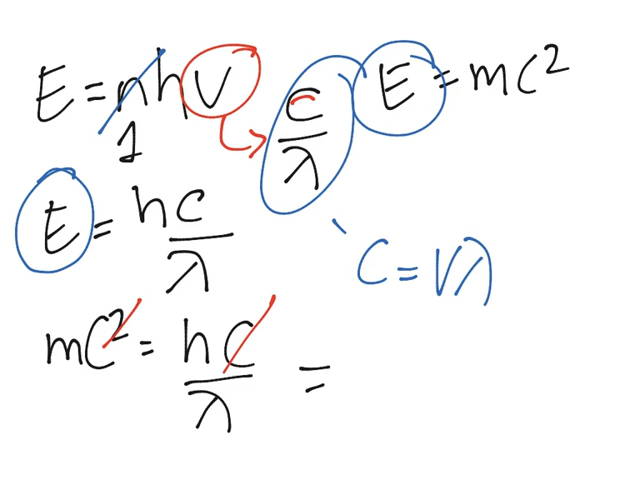 E = nhν c/λ E = mc²
1
E = hc/λ
c = νλ
mc² = hc/λ =